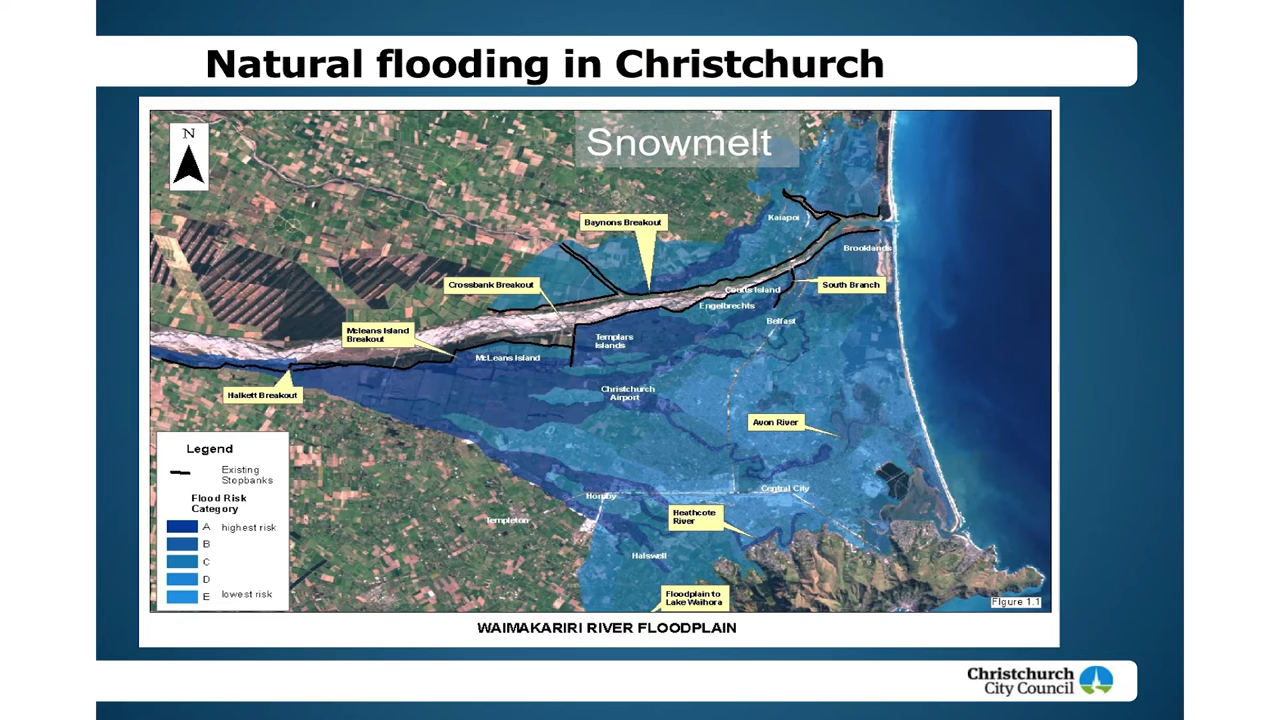 Natural flooding in Christchurch
N
Snowmelt
Baynons Breakout
Kaiapoi
Brooklands
Crossbank Breakout
South Branch
Coutts Island
Engelbrechts
Belfast
Mcleans Island
Breakout
Templars
Islands
McLeans Island
Halkett Breakout
Christchurch
Airport
Avon River
Legend
Existing
Stopbanks
Flood Risk
Category
A highest risk
B
C
D
E lowest risk
Hornby
Central City
Templeton
Heathcote
River
Halswell
Floodplain to
Lake Waihora
Figure 1.1
WAIMAKARIRI RIVER FLOODPLAIN
Christchurch
City Council